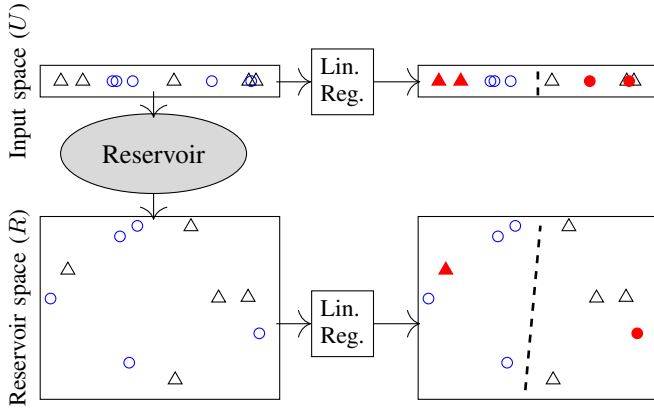 Input space (U)
Lin.
Reg.
Reservoir
Reservoir space (R)
Lin.
Reg.